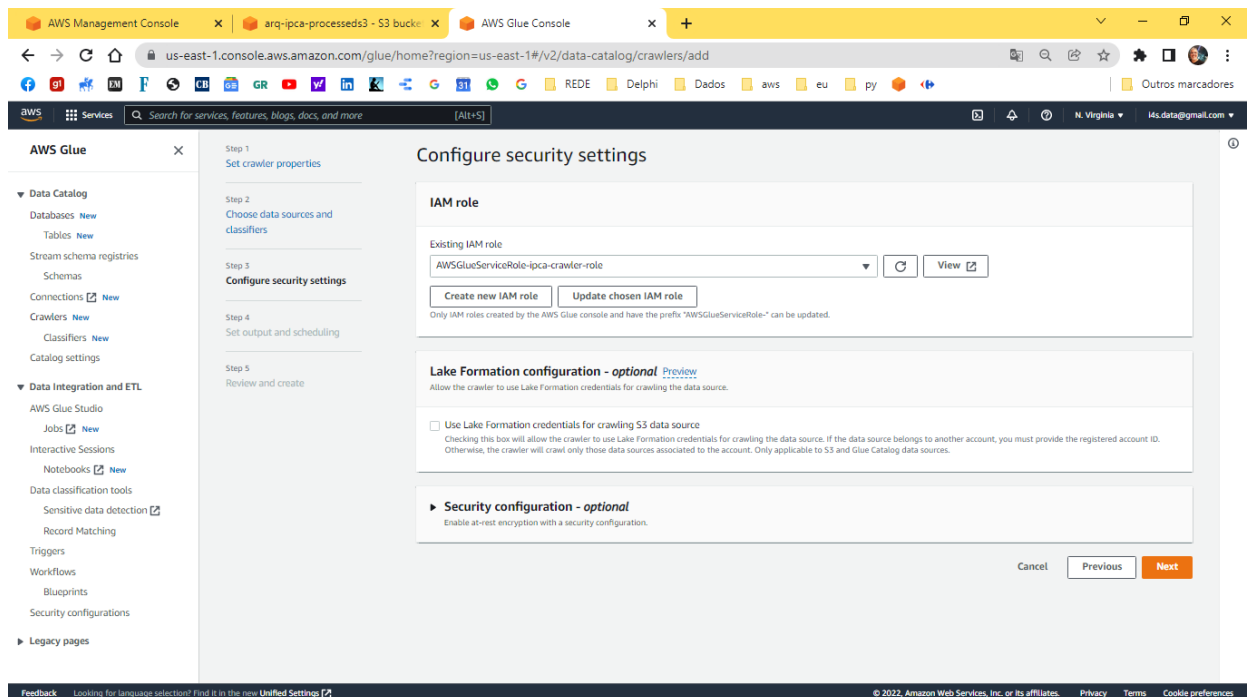 AWS Management Console
arq-ipca-processeds3 - S3 bucke
AWS Glue Console
us-east-1.console.aws.amazon.com/glue/home?region=us-east-1#/v2/data-catalog/crawlers/add
g1 EM F CB GE GR y! in K G 31 G REDE Delphi Dados aws eu py Outros marcadores
aws Services Search for services, features, blogs, docs, and more [Alt+S] N. Virginia i4s.data@gmail.com
AWS Glue
Data Catalog
Databases New
Tables New
Stream schema registries
Schemas
Connections New
Crawlers New
Classifiers New
Catalog settings
Data Integration and ETL
AWS Glue Studio
Jobs New
Interactive Sessions
Notebooks New
Data classification tools
Sensitive data detection
Record Matching
Triggers
Workflows
Blueprints
Security configurations
Legacy pages
Step 1
Set crawler properties
Step 2
Choose data sources and
classifiers
Step 3
Configure security settings
Step 4
Set output and scheduling
Step 5
Review and create
Configure security settings
IAM role
Existing IAM role
AWSGlueServiceRole-ipca-crawler-role
View
Create new IAM role Update chosen IAM role
Only IAM roles created by the AWS Glue console and have the prefix "AWSGlueServiceRole-" can be updated.
Lake Formation configuration - optional Preview
Allow the crawler to use Lake Formation credentials for crawling the data source.
Use Lake Formation credentials for crawling S3 data source
Checking this box will allow the crawler to use Lake Formation credentials for crawling the data source. If the data source belongs to another account, you must provide the registered account ID.
Otherwise, the crawler will crawl only those data sources associated to the account. Only applicable to S3 and Glue Catalog data sources.
Security configuration - optional
Enable at-rest encryption with a security configuration.
Cancel Previous Next
Feedback Looking for language selection? Find it in the new Unified Settings © 2022, Amazon Web Services, Inc. or its affiliates. Privacy Terms Cookie preferences